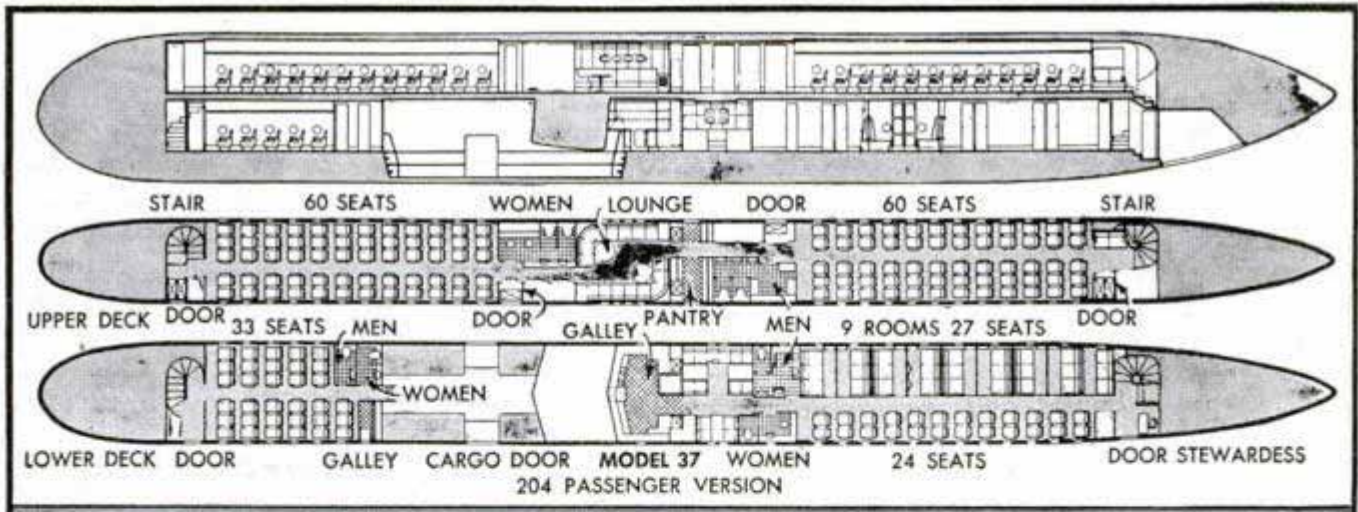 STAIR 60 SEATS WOMEN LOUNGE DOOR 60 SEATS STAIR
UPPER DECK DOOR 33 SEATS MEN DOOR GALLEY PANTRY MEN 9 ROOMS 27 SEATS DOOR
WOMEN
LOWER DECK DOOR GALLEY CARGO DOOR MODEL 37 WOMEN 24 SEATS DOOR STEWARDESS
204 PASSENGER VERSION